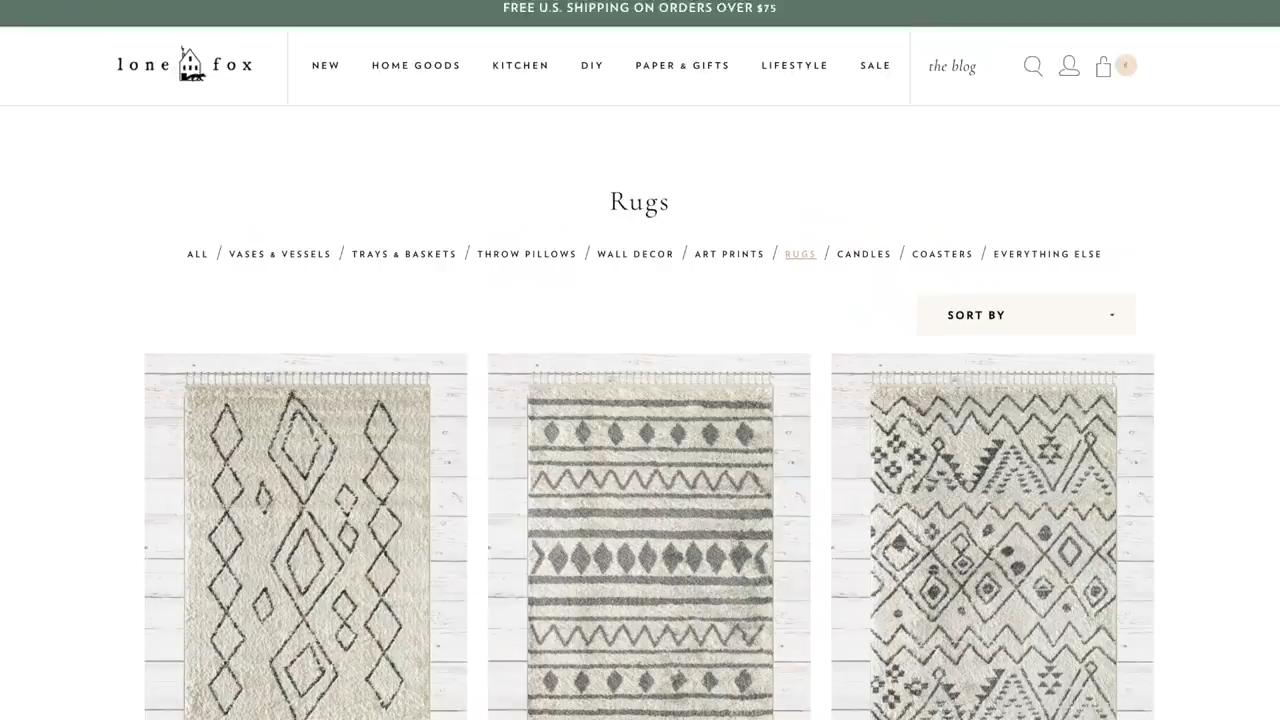 FREE U.S. SHIPPING ON ORDERS OVER $75
lone fox
NEW HOME GOODS KITCHEN DIY PAPER & GIFTS LIFESTYLE SALE the blog
Rugs
ALL / VASES & VESSELS / TRAYS & BASKETS / THROW PILLOWS / WALL DECOR / ART PRINTS / RUGS / CANDLES / COASTERS / EVERYTHING ELSE
SORT BY